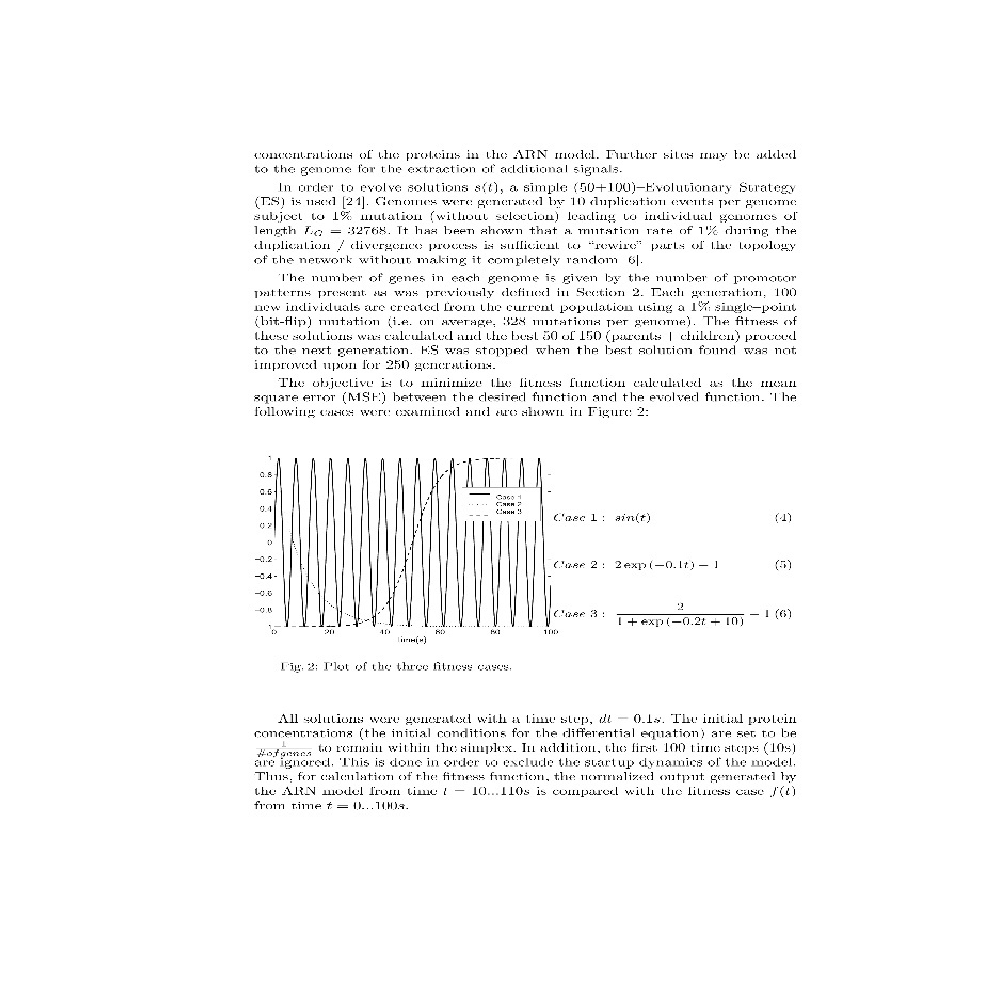 concentrations of the proteins in the ARN model. Further sites may be added
to the genome for the extraction of additional signals.
In order to evolve solutions s(t), a simple (50+100)−Evolutionary Strategy
(ES) is used [24]. Genomes were generated by 10 duplication events per genome
subject to 1% mutation (without selection) leading to individual genomes of
length L_G = 32768. It has been shown that a mutation rate of 1% during the
duplication / divergence process is sufficient to “rewire” parts of the topology
of the network without making it completely random [6].
The number of genes in each genome is given by the number of promotor
patterns present as was previously defined in Section 2. Each generation, 100
new individuals are created from the current population using a 1% single−point
(bit-flip) mutation (i.e. on average, 328 mutations per genome). The fitness of
these solutions was calculated and the best 50 of 150 (parents + children) proceed
to the next generation. ES was stopped when the best solution found was not
improved upon for 250 generations.
The objective is to minimize the fitness function calculated as the mean
square error (MSE) between the desired function and the evolved function. The
following cases were examined and are shown in Figure 2:
1
0.8
0.6
0.4
0.2
0
−0.2
−0.4
−0.6
−0.8
0 20 40 60 80 100
time(s)
Case 1
Case 2
Case 3
Case 1 : sin(t) (4)
Case 2 : 2 exp (−0.1t) − 1 (5)
Case 3 : 2 / (1 + exp (−0.2t + 10)) − 1 (6)
Fig. 2: Plot of the three fitness cases.
All solutions were generated with a time step, dt = 0.1s. The initial protein
concentrations (the initial conditions for the differential equation) are set to be
1/#ofgenes to remain within the simplex. In addition, the first 100 time steps (10s)
are ignored. This is done in order to exclude the startup dynamics of the model.
Thus, for calculation of the fitness function, the normalized output generated by
the ARN model from time t = 10...110s is compared with the fitness case f(t)
from time t = 0...100s.